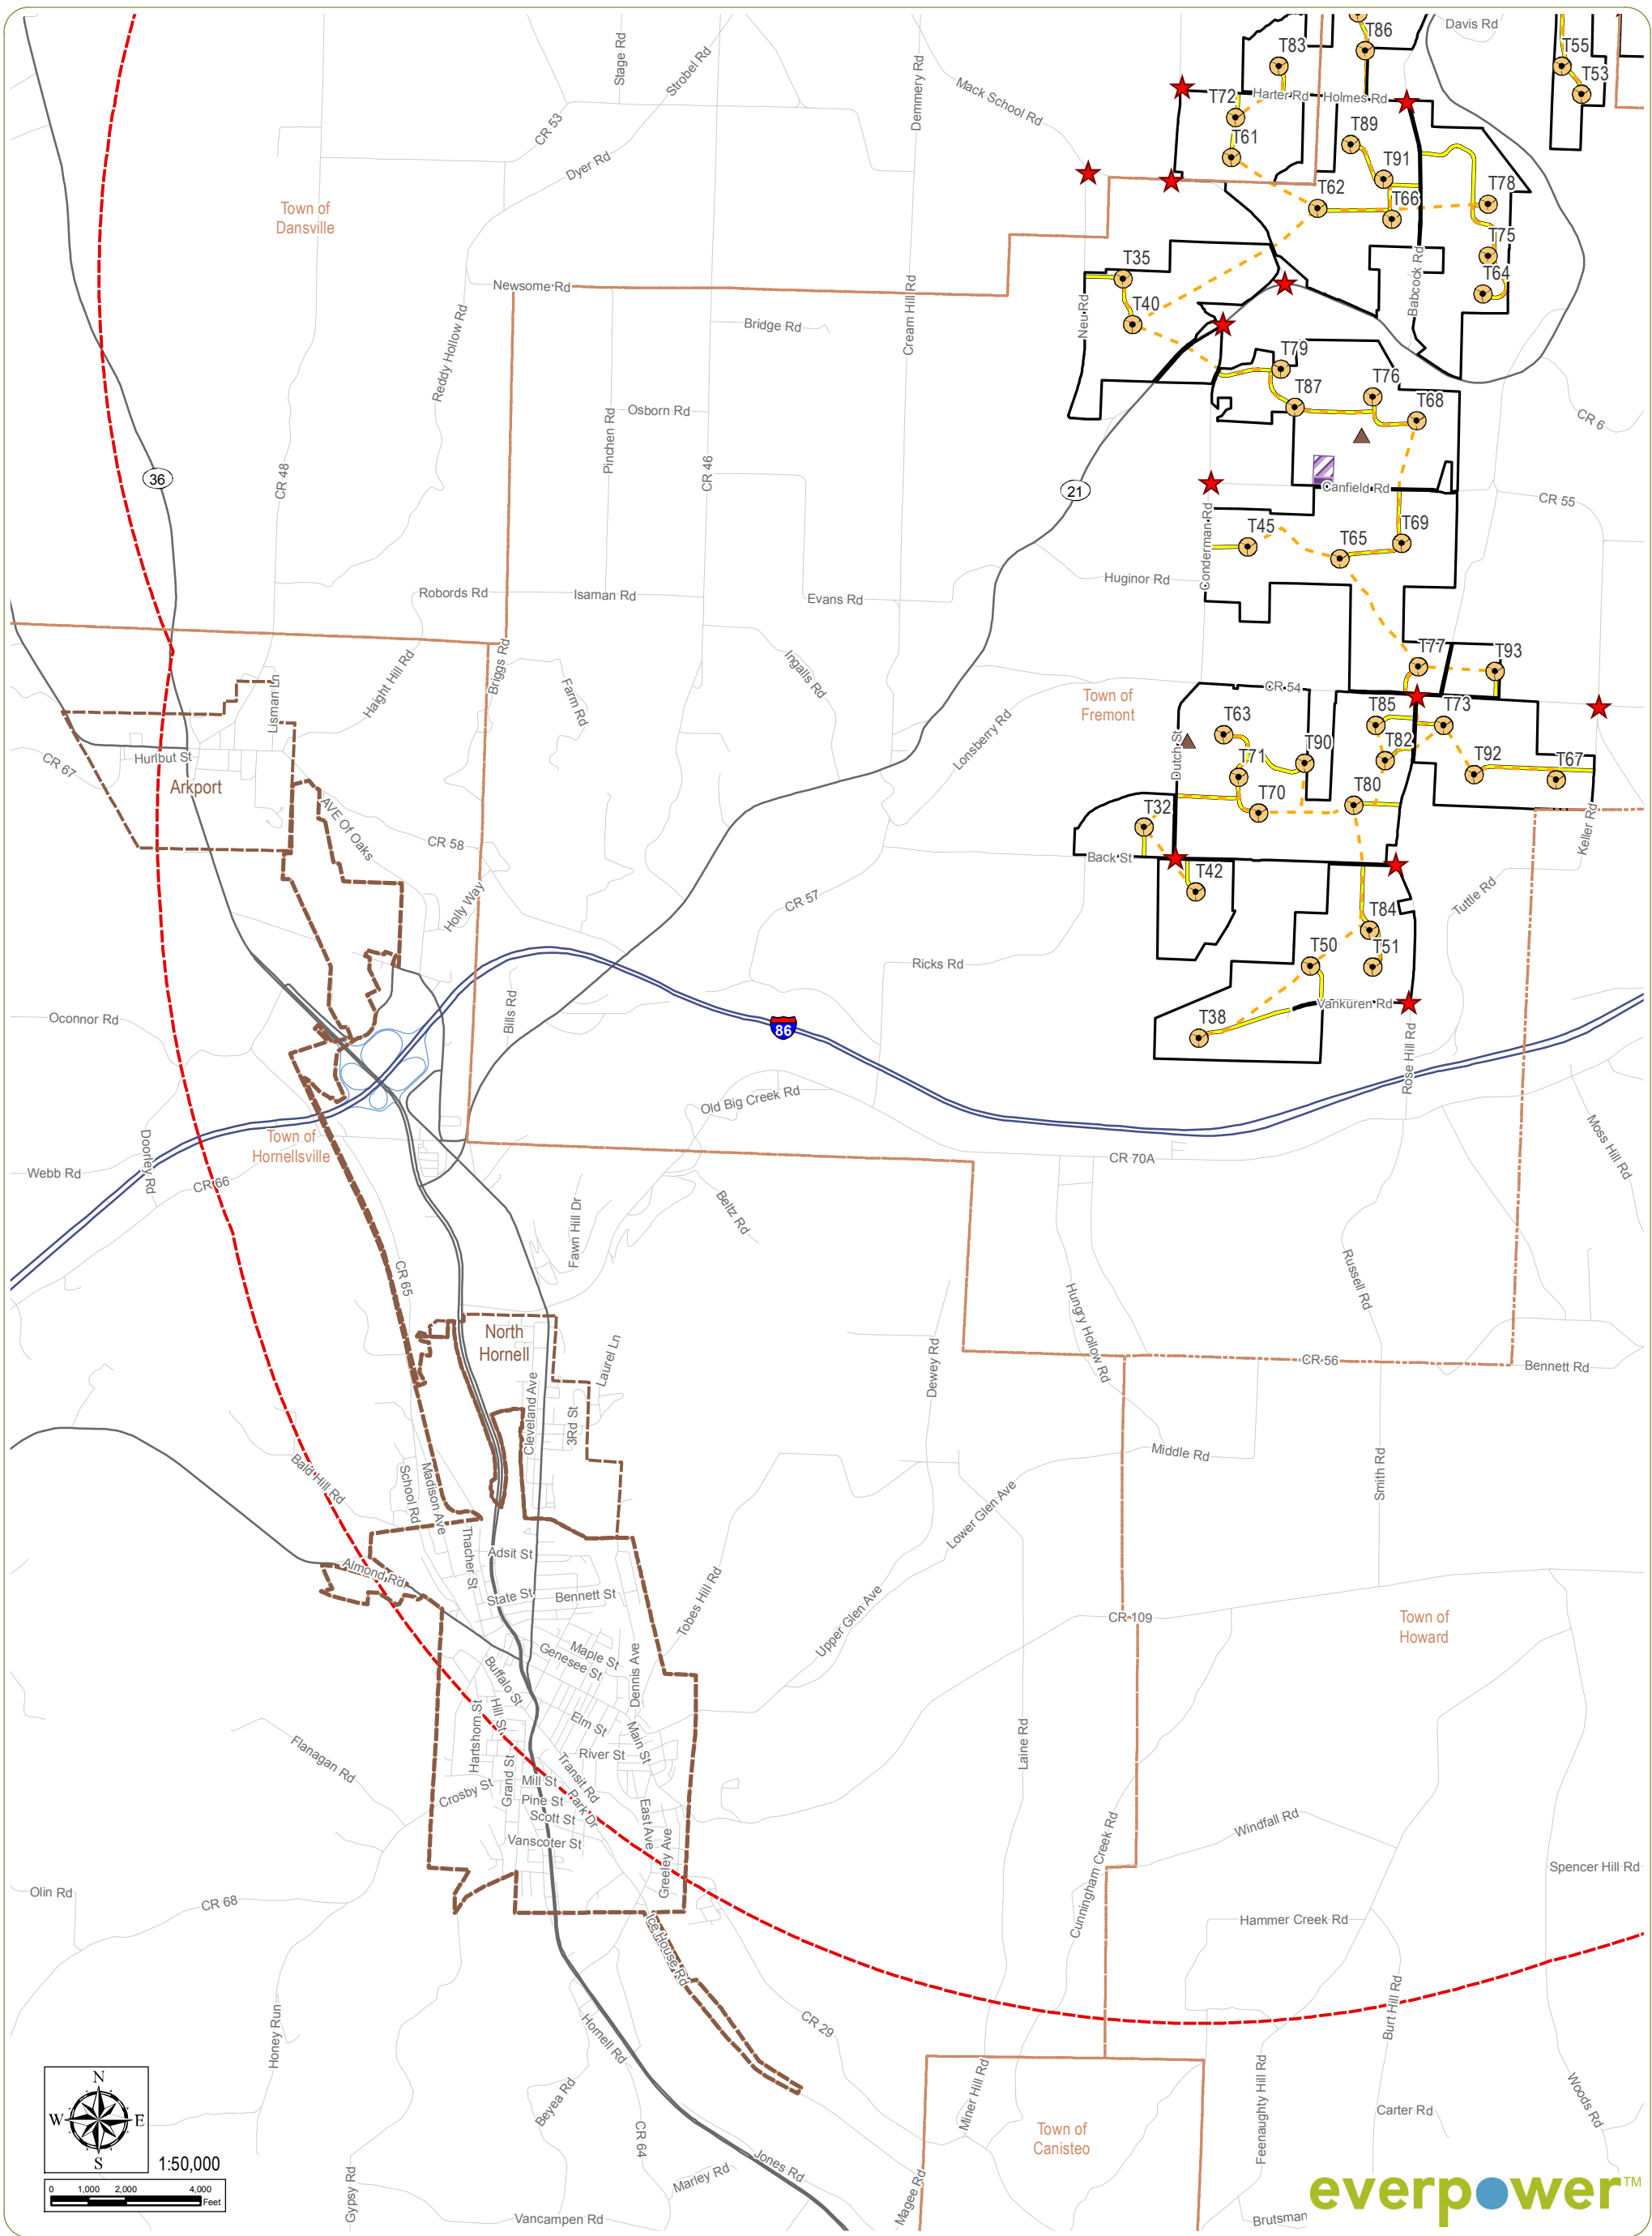 Davis Rd
T86
T83
T55
T53
Stage Rd
Strobel Rd
Demmery Rd
Mack School Rd
T72
Harter Rd
Holmes Rd
CR 53
T89
T61
Dyer Rd
T91
T62
T66
T78
Town of
Dansville
T75
Babcock Rd
T35
T64
Newsome Rd
Neu Rd
T40
Cream Hill Rd
Bridge Rd
Reddy Hollow Rd
T79
T76
T87
T68
Osborn Rd
CR 6
Pinchen Rd
CR 46
36
CR 48
21
Canfield Rd
CR 55
T45
T65
T69
Conderman Rd
Huginor Rd
Robords Rd
Isaman Rd
Evans Rd
T77
T93
Briggs Rd
Haight Hill Rd
Ingalls Rd
Farm Rd
Lisman Ln
CR 54
Town of
Fremont
T63
T85
T73
Lonsberry Rd
Dutch St
T90
T82
Hurlbut St
CR 67
T71
T92
T67
Arkport
T32
T70
T80
AVE Of Oaks
CR 58
Keller Rd
Back St
T42
Holly Way
CR 57
Tuttle Rd
T84
T50
T51
Ricks Rd
Oconnor Rd
Bills Rd
86
T38
Vankuren Rd
Rose Hill Rd
Old Big Creek Rd
Town of
Hornellsville
Doorley Rd
Webb Rd
CR 66
CR 70A
Moss Hill Rd
Beltz Rd
Fawn Hill Dr
CR 65
Russell Rd
Hungry Hollow Rd
North
Hornell
Laurel Ln
Dewey Rd
CR 56
Bennett Rd
Cleveland Ave
3Rd St
Middle Rd
Bald Hill Rd
School Rd
Madison Ave
Smith Rd
Lower Glen Ave
Thacher St
Adsit St
Almond Rd
State St
Bennett St
Tobes Hill Rd
Upper Glen Ave
CR 109
Town of
Howard
Maple St
Genesee St
Buffalo St
Dennis Ave
Hartshorn St
Hill St
Elm St
Main St
Flanagan Rd
River St
Laine Rd
Grand St
Transit Rd
Crosby St
Mill St
Pine St
Park Dr
Scott St
East Ave
Vanscoter St
Greeley Ave
Windfall Rd
Cunningham Creek Rd
Spencer Hill Rd
Olin Rd
CR 68
Hammer Creek Rd
Ice House Rd
Burt Hill Rd
Honey Run
CR 29
Hornell Rd
Miner Hill Rd
Feenaughty Hill Rd
Woods Rd
Beyea Rd
Carter Rd
CR 64
Town of
Canisteo
N
W
E
S
1:50,000
Jones Rd
Marley Rd
Magee Rd
Gypsy Rd
0 1,000 2,000 4,000
Feet
Vancampen Rd
Brutsman
everpower™